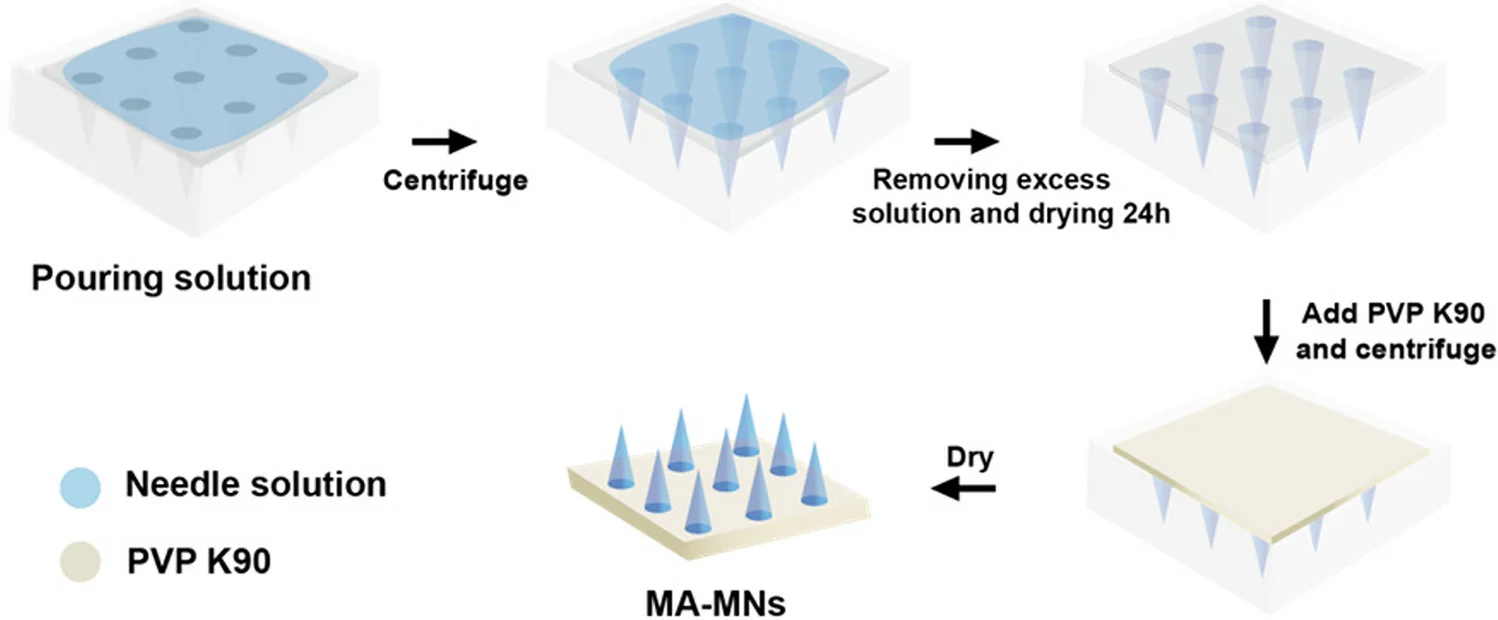 Pouring solution
Centrifuge
Removing excess
solution and drying 24h
Add PVP K90
and centrifuge
Dry
MA-MNs
Needle solution
PVP K90